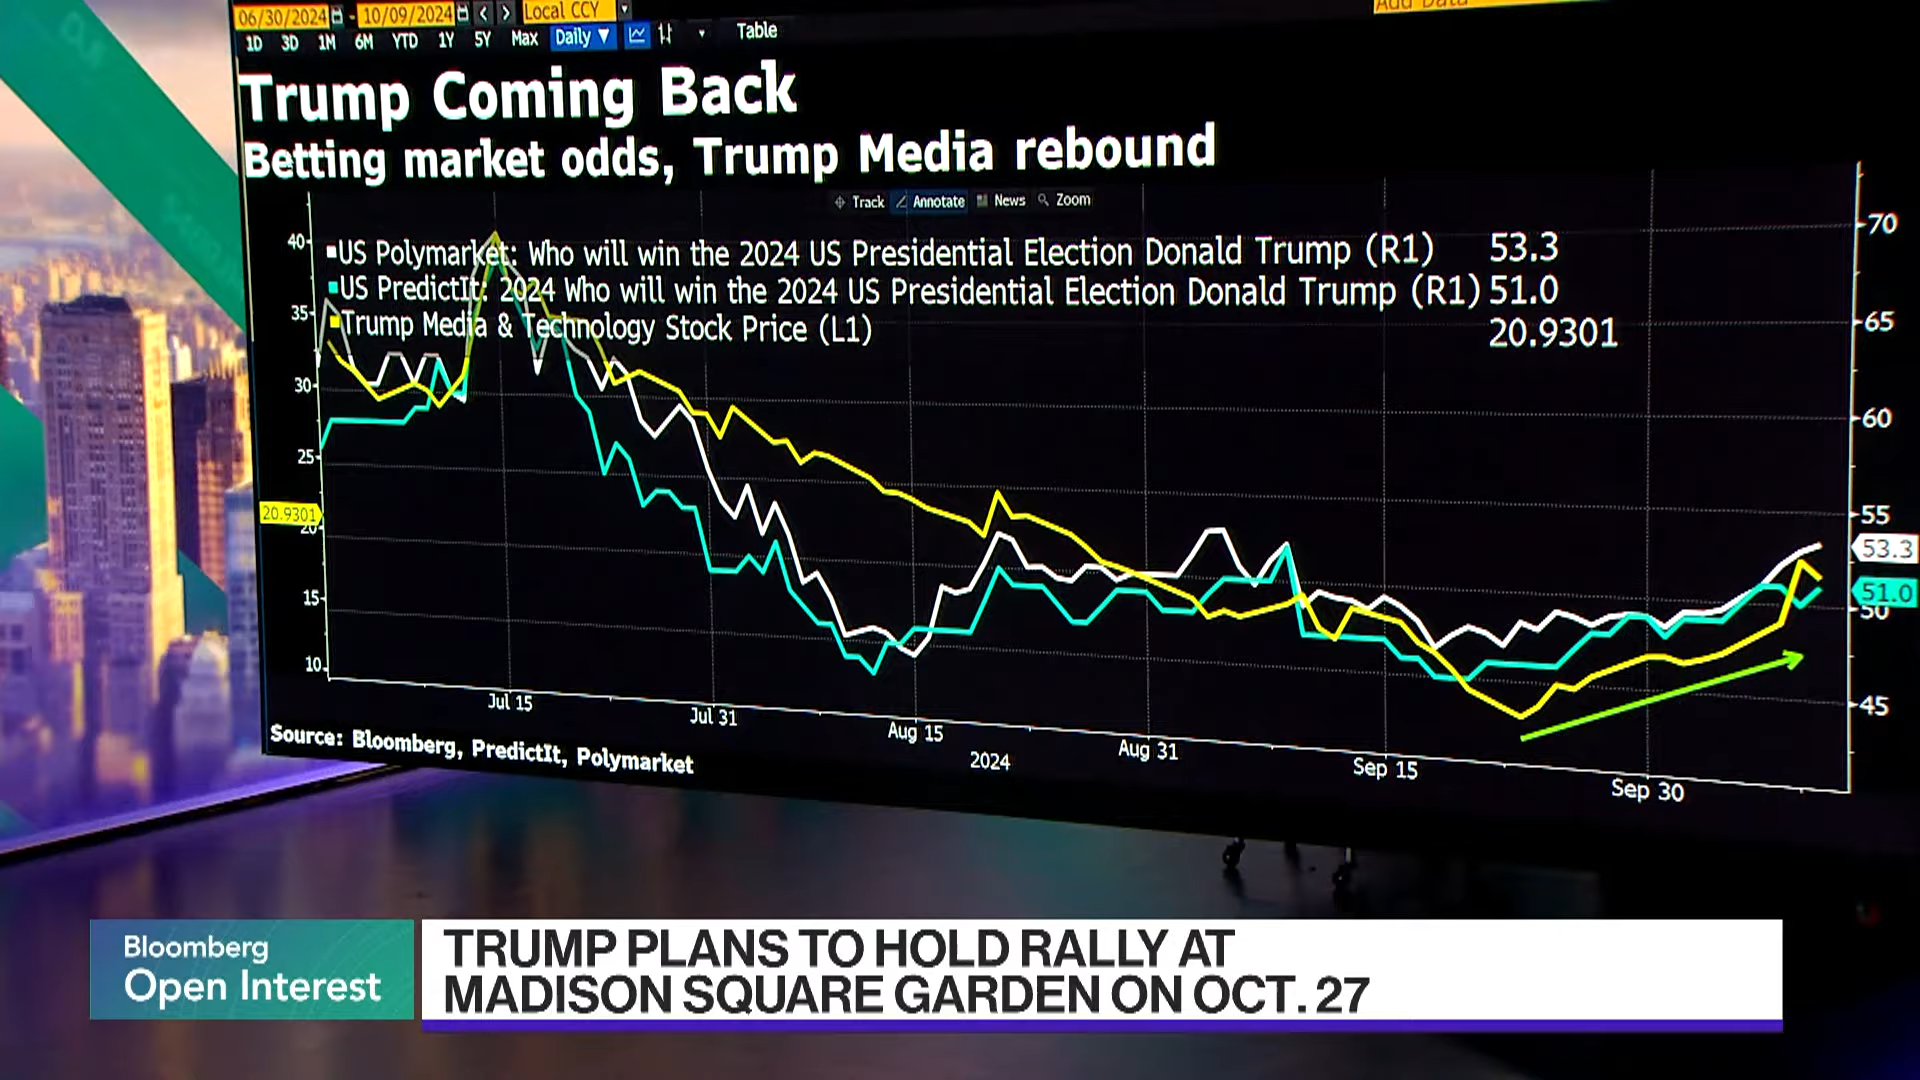 06/30/2024 - 10/09/2024 < > Local CCY
Add Data
1D 3D 1M 6M YTD 1Y 5Y Max Daily ▼ Table
Trump Coming Back
Betting market odds, Trump Media rebound
Track Annotate News Zoom
US Polymarket: Who will win the 2024 US Presidential Election Donald Trump (R1) 53.3
US PredictIt: 2024 Who will win the 2024 US Presidential Election Donald Trump (R1) 51.0
Trump Media & Technology Stock Price (L1) 20.9301
40
35
30
25
20.9301
20
15
10
70
65
60
55
53.3
51.0
50
45
Jul 15
Jul 31
Aug 15
Aug 31
Sep 15
Sep 30
2024
Source: Bloomberg, PredictIt, Polymarket
Bloomberg
Open Interest
TRUMP PLANS TO HOLD RALLY AT
MADISON SQUARE GARDEN ON OCT. 27